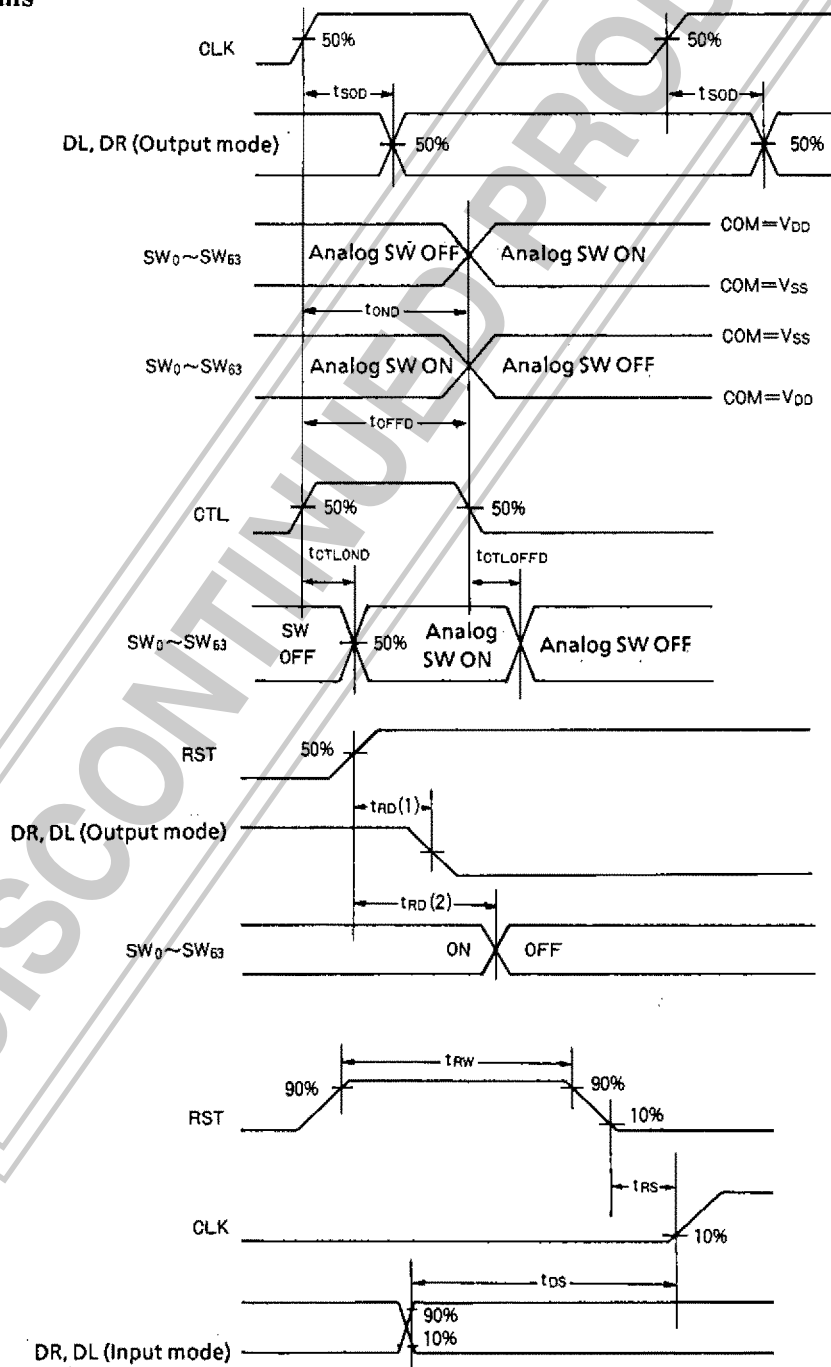 CLK 50% 50%
tSOD tSOD
DL, DR (Output mode) 50% 50%
COM=VDD
SW0~SW63 Analog SW OFF Analog SW ON
COM=VSS
tOND
COM=VSS
SW0~SW63 Analog SW ON Analog SW OFF
COM=VDD
tOFFD
CTL 50% 50%
tCTLOND tCTLOFFD
SW0~SW63 SW OFF 50% Analog SW ON Analog SW OFF
RST 50%
tRD(1)
DR, DL (Output mode)
tRD(2)
SW0~SW63 ON OFF
tRW
90% 90%
RST 10%
tRS
CLK 10%
tDS
90%
10%
DR, DL (Input mode)
DISCONTINUED PROD